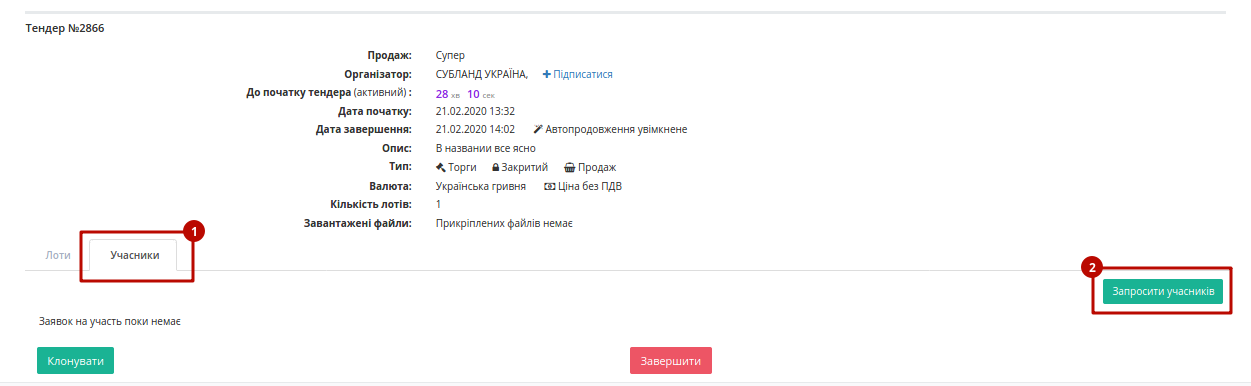 Тендер №2866
Продаж: Супер
Організатор: СУБЛАНД УКРАЇНА, Підписатися
До початку тендера (активний) : 28 хв 10 сек
Дата початку: 21.02.2020 13:32
Дата завершення: 21.02.2020 14:02 Автопродовження увімкнене
Опис: В названии все ясно
Тип: Торги Закритий Продаж
Валюта: Українська гривня Ціна без ПДВ
Кількість лотів: 1
Завантажені файли: Прикріплених файлів немає
1
Лоти Учасники
2
Запросити учасників
Заявок на участь поки немає
Клонувати Завершити